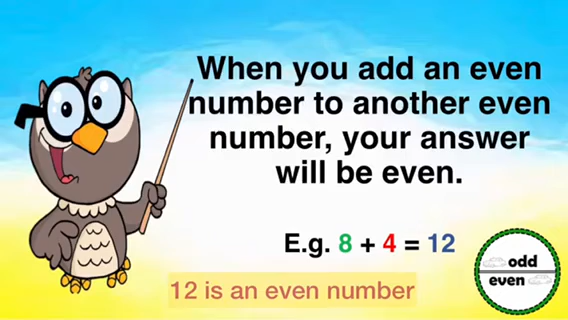 When you add an even
number to another even
number, your answer
will be even.
E.g. 8 + 4 = 12
12 is an even number
odd
even